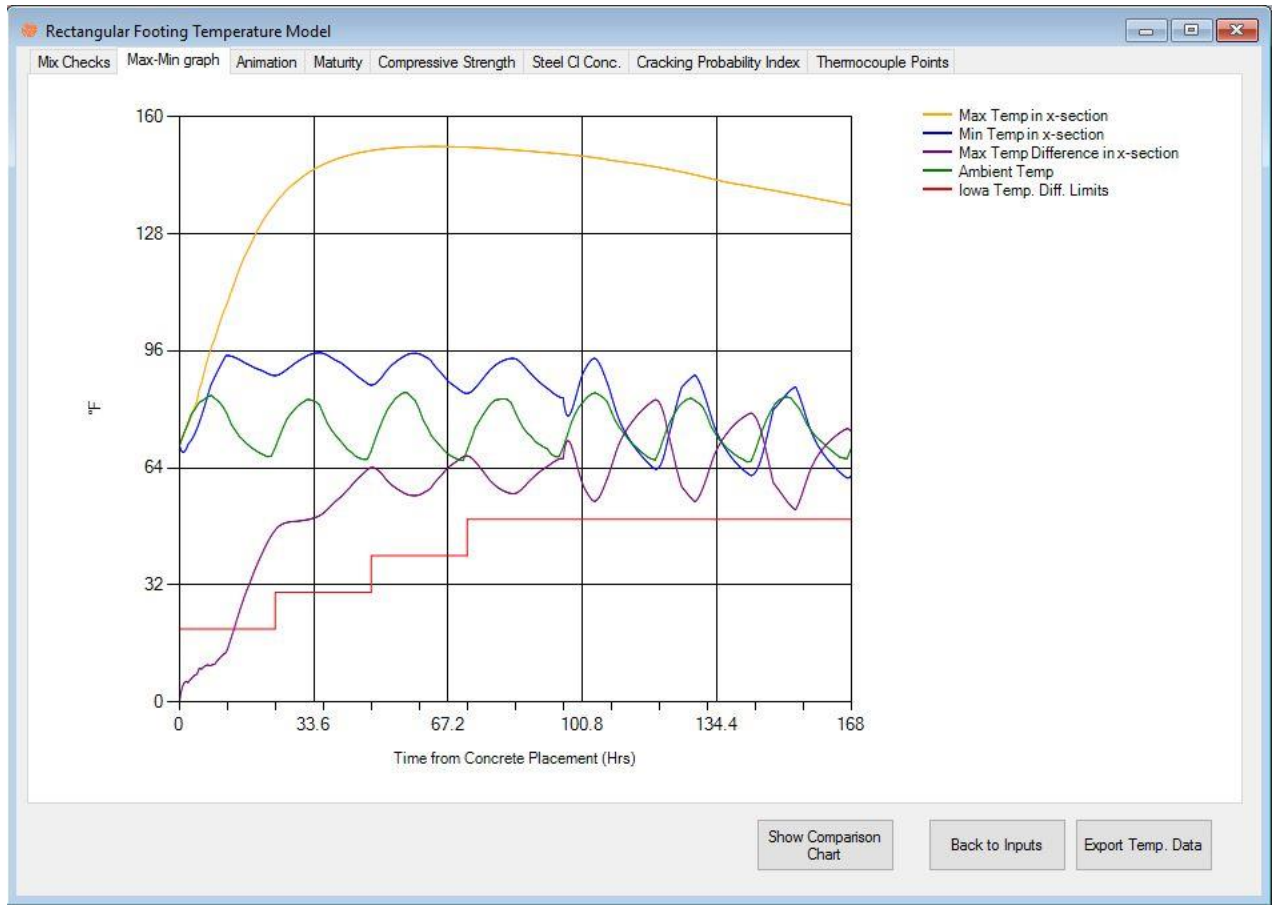 Rectangular Footing Temperature Model
Mix Checks Max-Min graph Animation Maturity Compressive Strength Steel Cl Conc. Cracking Probability Index Thermocouple Points
160
128
96
64
32
0
°F
0 33.6 67.2 100.8 134.4 168
Time from Concrete Placement (Hrs)
Max Temp in x-section
Min Temp in x-section
Max Temp Difference in x-section
Ambient Temp
Iowa Temp. Diff. Limits
Show Comparison
Chart
Back to Inputs
Export Temp. Data